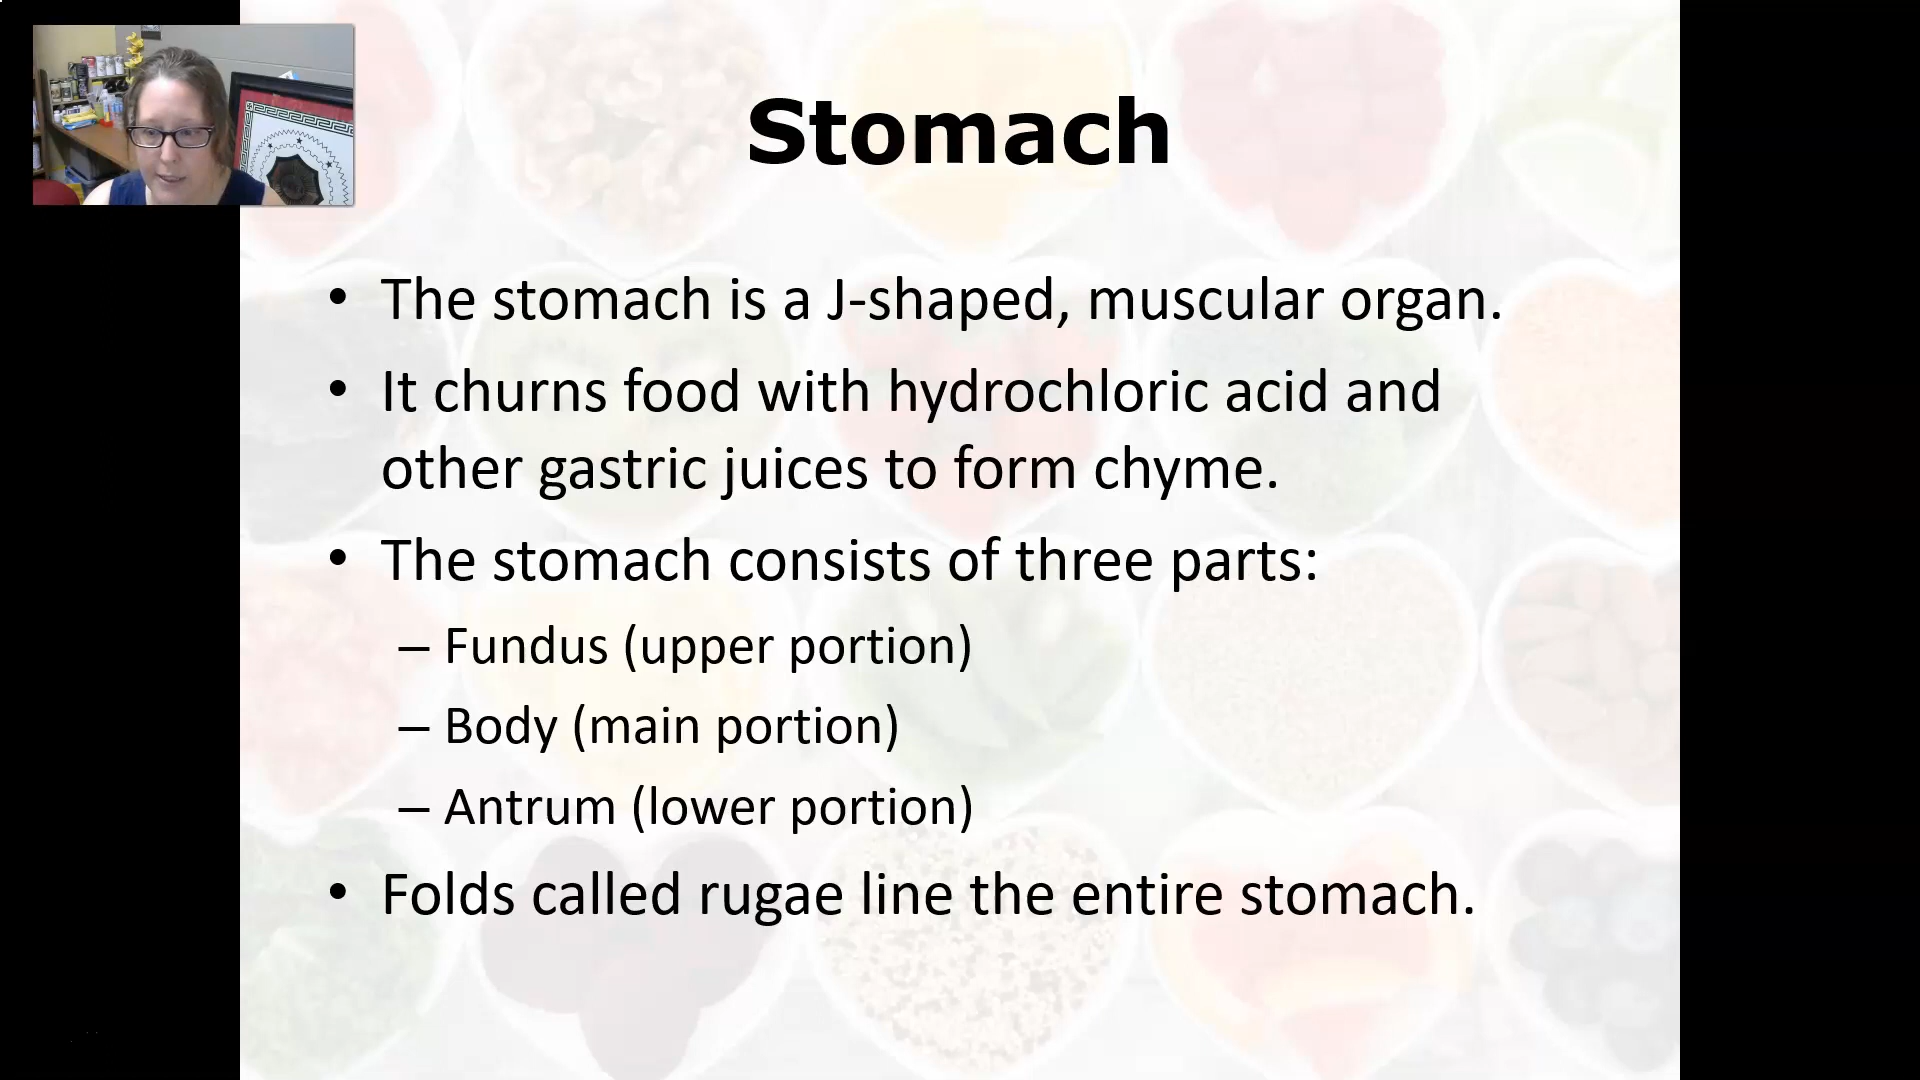 Stomach
• The stomach is a J-shaped, muscular organ.
• It churns food with hydrochloric acid and
other gastric juices to form chyme.
• The stomach consists of three parts:
– Fundus (upper portion)
– Body (main portion)
– Antrum (lower portion)
• Folds called rugae line the entire stomach.